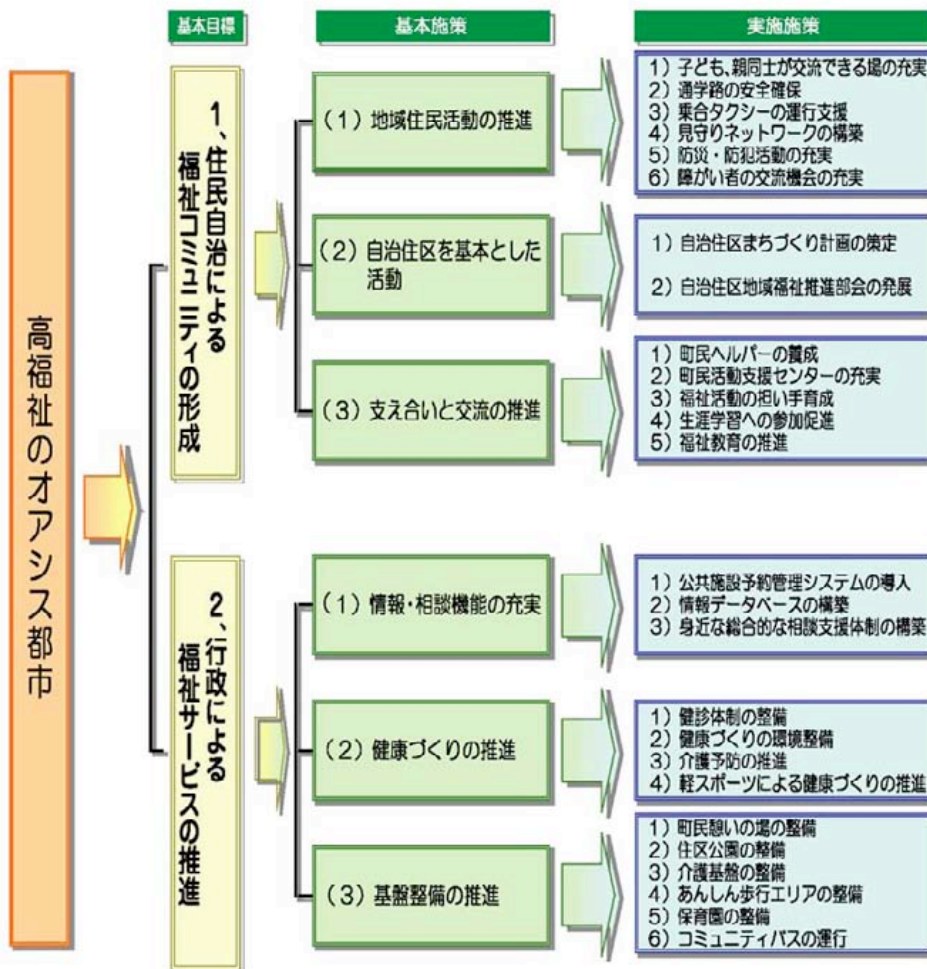 基本目標
基本施策
実施施策
高福祉のオアシス都市
1、住民自治による
福祉コミュニティの形成
(1) 地域住民活動の推進
1) 子ども、親同士が交流できる場の充実
2) 通学路の安全確保
3) 乗合タクシーの運行支援
4) 見守りネットワークの構築
5) 防災・防犯活動の充実
6) 障がい者の交流機会の充実
(2) 自治住区を基本とした
活動
1) 自治住区まちづくり計画の策定
2) 自治住区地域福祉推進部会の発展
(3) 支え合いと交流の推進
1) 町民ヘルパーの養成
2) 町民活動支援センターの充実
3) 福祉活動の担い手育成
4) 生涯学習への参加促進
5) 福祉教育の推進
2、行政による
福祉サービスの推進
(1) 情報・相談機能の充実
1) 公共施設予約管理システムの導入
2) 情報データベースの構築
3) 身近な総合的な相談支援体制の構築
(2) 健康づくりの推進
1) 健診体制の整備
2) 健康づくりの環境整備
3) 介護予防の推進
4) 軽スポーツによる健康づくりの推進
(3) 基盤整備の推進
1) 町民憩いの場の整備
2) 住区公園の整備
3) 介護基盤の整備
4) あんしん歩行エリアの整備
5) 保育園の整備
6) コミュニティバスの運行